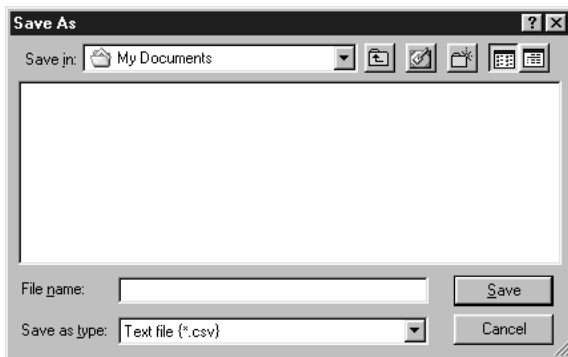 Save As
Save in: My Documents
File name:
Save
Save as type: Text file {*.csv}
Cancel